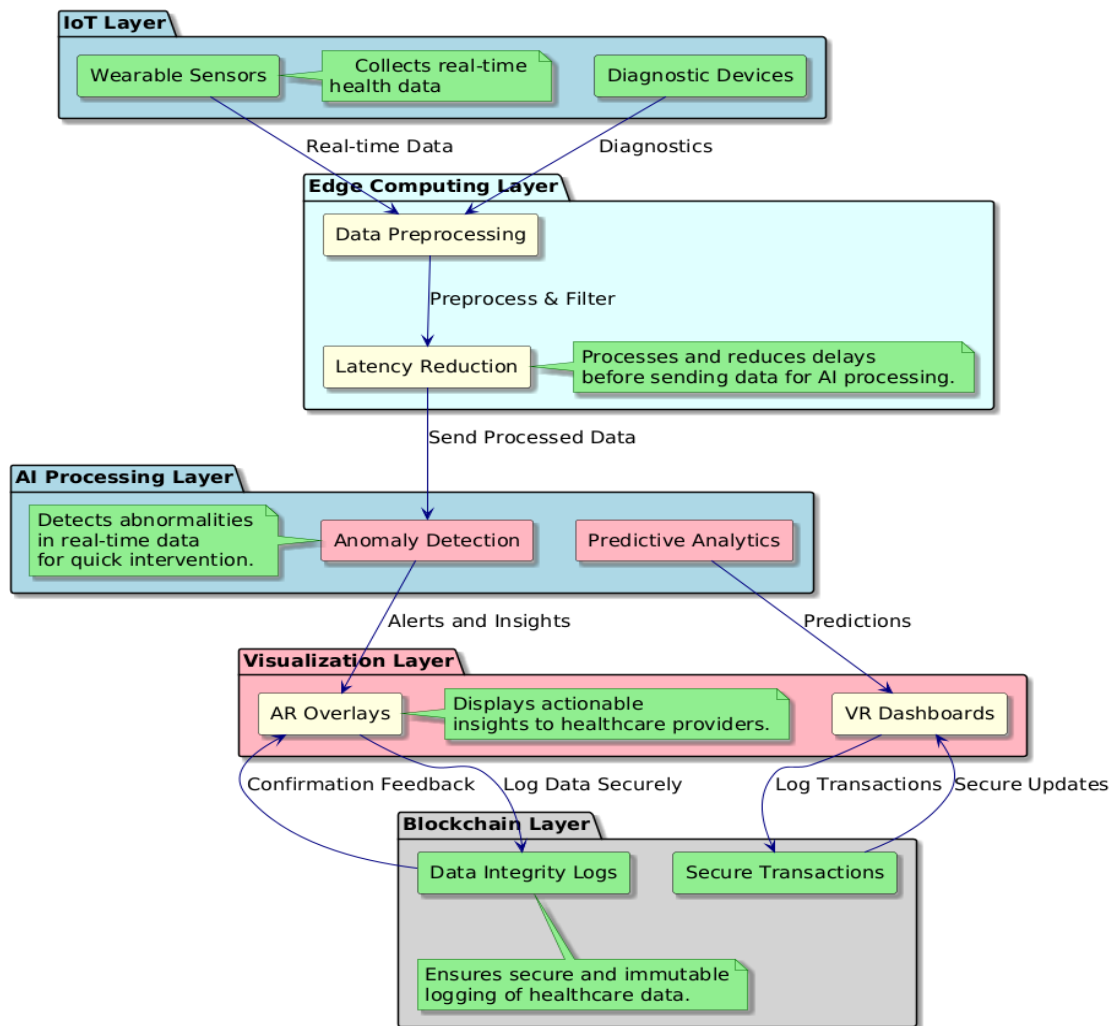 IoT Layer
Wearable Sensors
Collects real-time
health data
Diagnostic Devices
Real-time Data
Diagnostics
Edge Computing Layer
Data Preprocessing
Preprocess & Filter
Latency Reduction
Processes and reduces delays
before sending data for AI processing.
Send Processed Data
AI Processing Layer
Detects abnormalities
in real-time data
for quick intervention.
Anomaly Detection
Predictive Analytics
Alerts and Insights
Predictions
Visualization Layer
AR Overlays
Displays actionable
insights to healthcare providers.
VR Dashboards
Confirmation Feedback
Log Data Securely
Log Transactions
Secure Updates
Blockchain Layer
Data Integrity Logs
Secure Transactions
Ensures secure and immutable
logging of healthcare data.